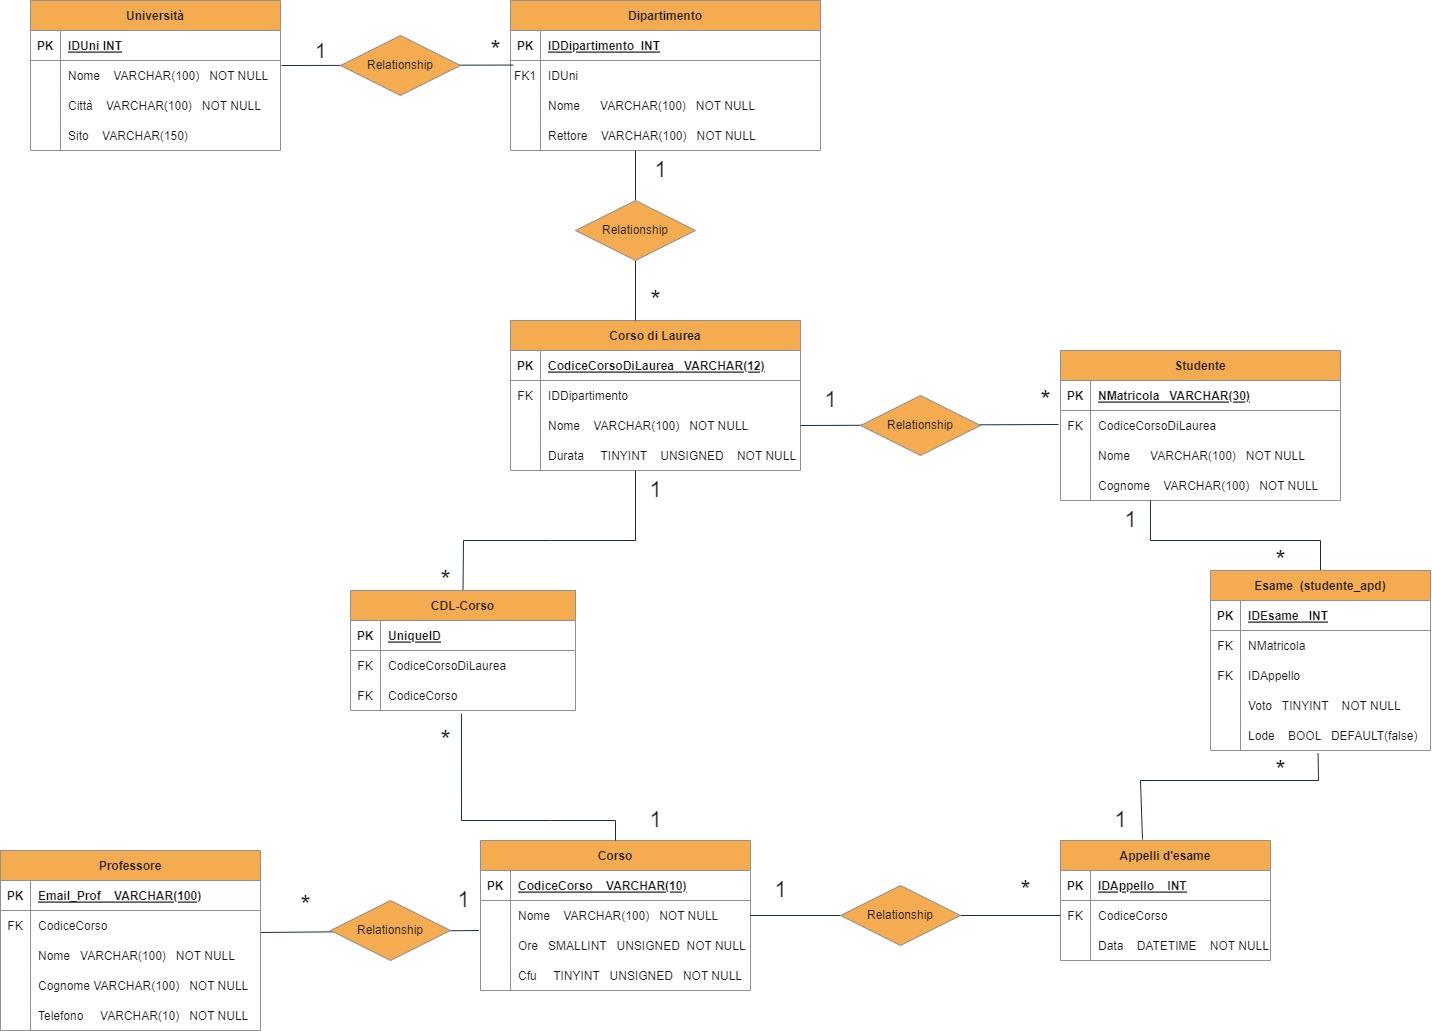 Università
PK IDUni INT
Nome VARCHAR(100) NOT NULL
Città VARCHAR(100) NOT NULL
Sito VARCHAR(150)
1
Relationship
*
Dipartimento
PK IDDipartimento INT
FK1 IDUni
Nome VARCHAR(100) NOT NULL
Rettore VARCHAR(100) NOT NULL
1
Relationship
*
Corso di Laurea
PK CodiceCorsoDiLaurea VARCHAR(12)
FK IDDipartimento
Nome VARCHAR(100) NOT NULL
Durata TINYINT UNSIGNED NOT NULL
1
Relationship
*
Studente
PK NMatricola VARCHAR(30)
FK CodiceCorsoDiLaurea
Nome VARCHAR(100) NOT NULL
Cognome VARCHAR(100) NOT NULL
1
1
*
*
CDL-Corso
PK UniqueID
FK CodiceCorsoDiLaurea
FK CodiceCorso
*
Esame (studente_apd)
PK IDEsame INT
FK NMatricola
FK IDAppello
Voto TINYINT NOT NULL
Lode BOOL DEFAULT(false)
*
1
1
Professore
PK Email_Prof VARCHAR(100)
FK CodiceCorso
Nome VARCHAR(100) NOT NULL
Cognome VARCHAR(100) NOT NULL
Telefono VARCHAR(10) NOT NULL
*
Relationship
1
Corso
PK CodiceCorso VARCHAR(10)
Nome VARCHAR(100) NOT NULL
Ore SMALLINT UNSIGNED NOT NULL
Cfu TINYINT UNSIGNED NOT NULL
1
Relationship
*
Appelli d'esame
PK IDAppello INT
FK CodiceCorso
Data DATETIME NOT NULL